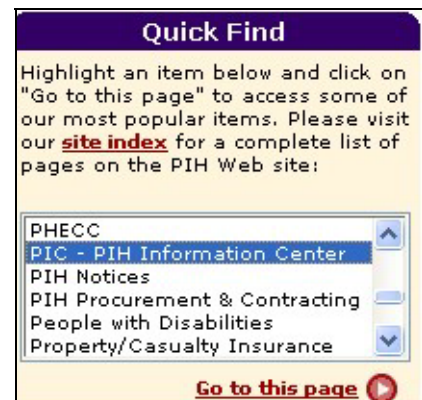 Quick Find
Highlight an item below and click on
"Go to this page" to access some of
our most popular items. Please visit
our site index for a complete list of
pages on the PIH Web site:
PHECC
PIC - PIH Information Center
PIH Notices
PIH Procurement & Contracting
People with Disabilities
Property/Casualty Insurance
Go to this page